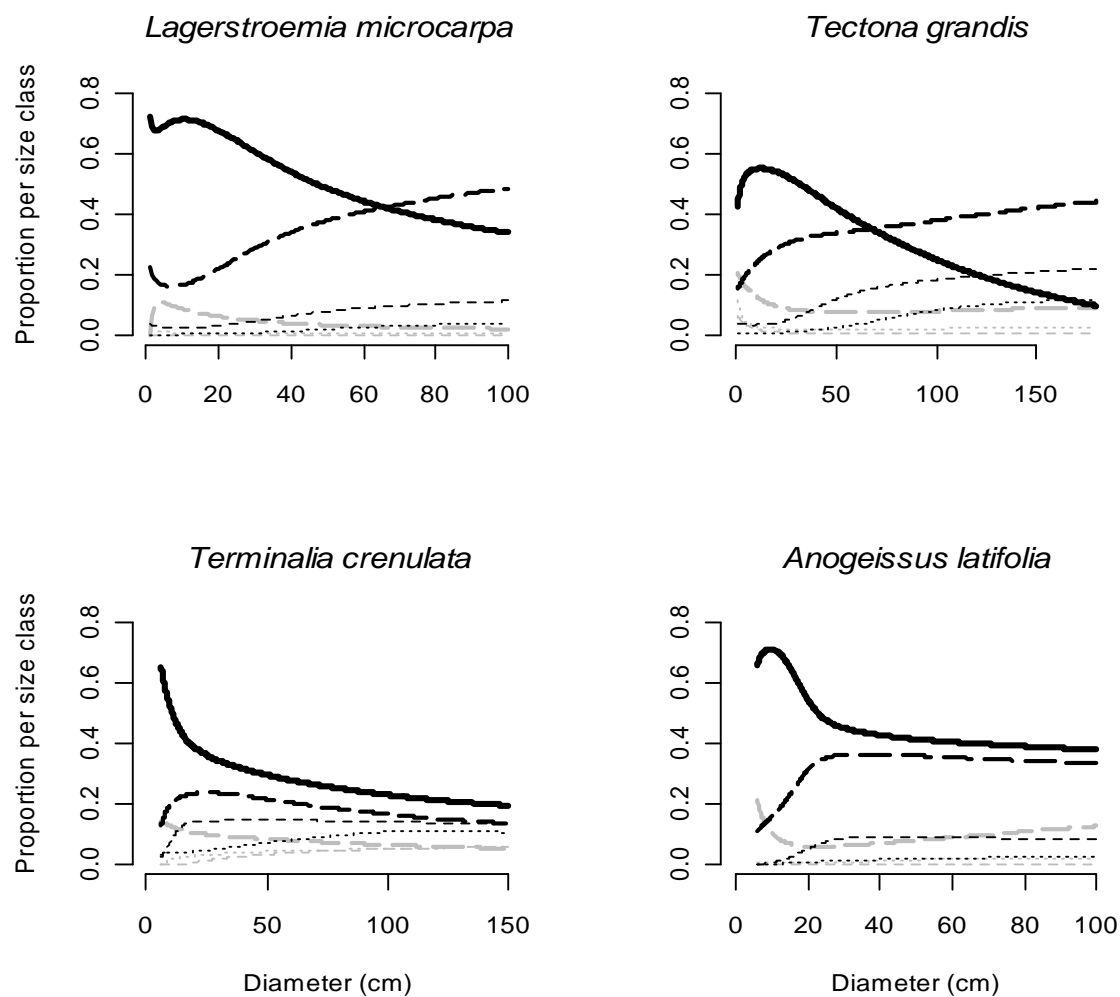 Lagerstroemia microcarpa
Tectona grandis
Proportion per size class
0.0 0.2 0.4 0.6 0.8
0 20 40 60 80 100
0.0 0.2 0.4 0.6 0.8
0 50 100 150
Terminalia crenulata
Anogeissus latifolia
Proportion per size class
0.0 0.2 0.4 0.6 0.8
0 50 100 150
Diameter (cm)
0.0 0.2 0.4 0.6 0.8
0 20 40 60 80 100
Diameter (cm)